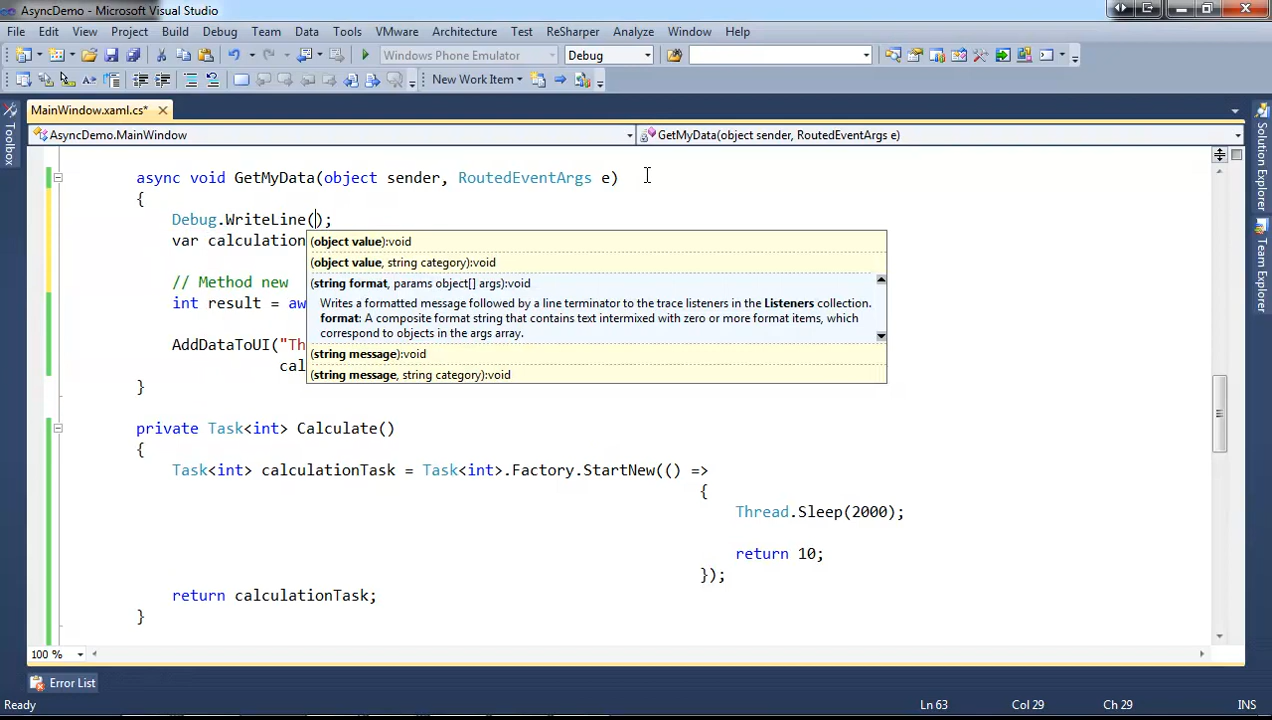 AsyncDemo - Microsoft Visual Studio
File Edit View Project Build Debug Team Data Tools VMware Architecture Test ReSharper Analyze Window Help
Windows Phone Emulator Debug
New Work Item
MainWindow.xaml.cs*
AsyncDemo.MainWindow GetMyData(object sender, RoutedEventArgs e)
Toolbox
Solution Explorer
Team Explorer
async void GetMyData(object sender, RoutedEventArgs e)
{
Debug.WriteLine();
var calculation
(object value):void
(object value, string category):void
// Method new
(string format, params object[] args):void
int result = aw
Writes a formatted message followed by a line terminator to the trace listeners in the Listeners collection.
format: A composite format string that contains text intermixed with zero or more format items, which
correspond to objects in the args array.
AddDataToUI("Th
(string message):void
cal
(string message, string category):void
}
private Task<int> Calculate()
{
Task<int> calculationTask = Task<int>.Factory.StartNew(() =>
{
Thread.Sleep(2000);
return 10;
});
return calculationTask;
}
100 %
Error List
Ready Ln 63 Col 29 Ch 29 INS